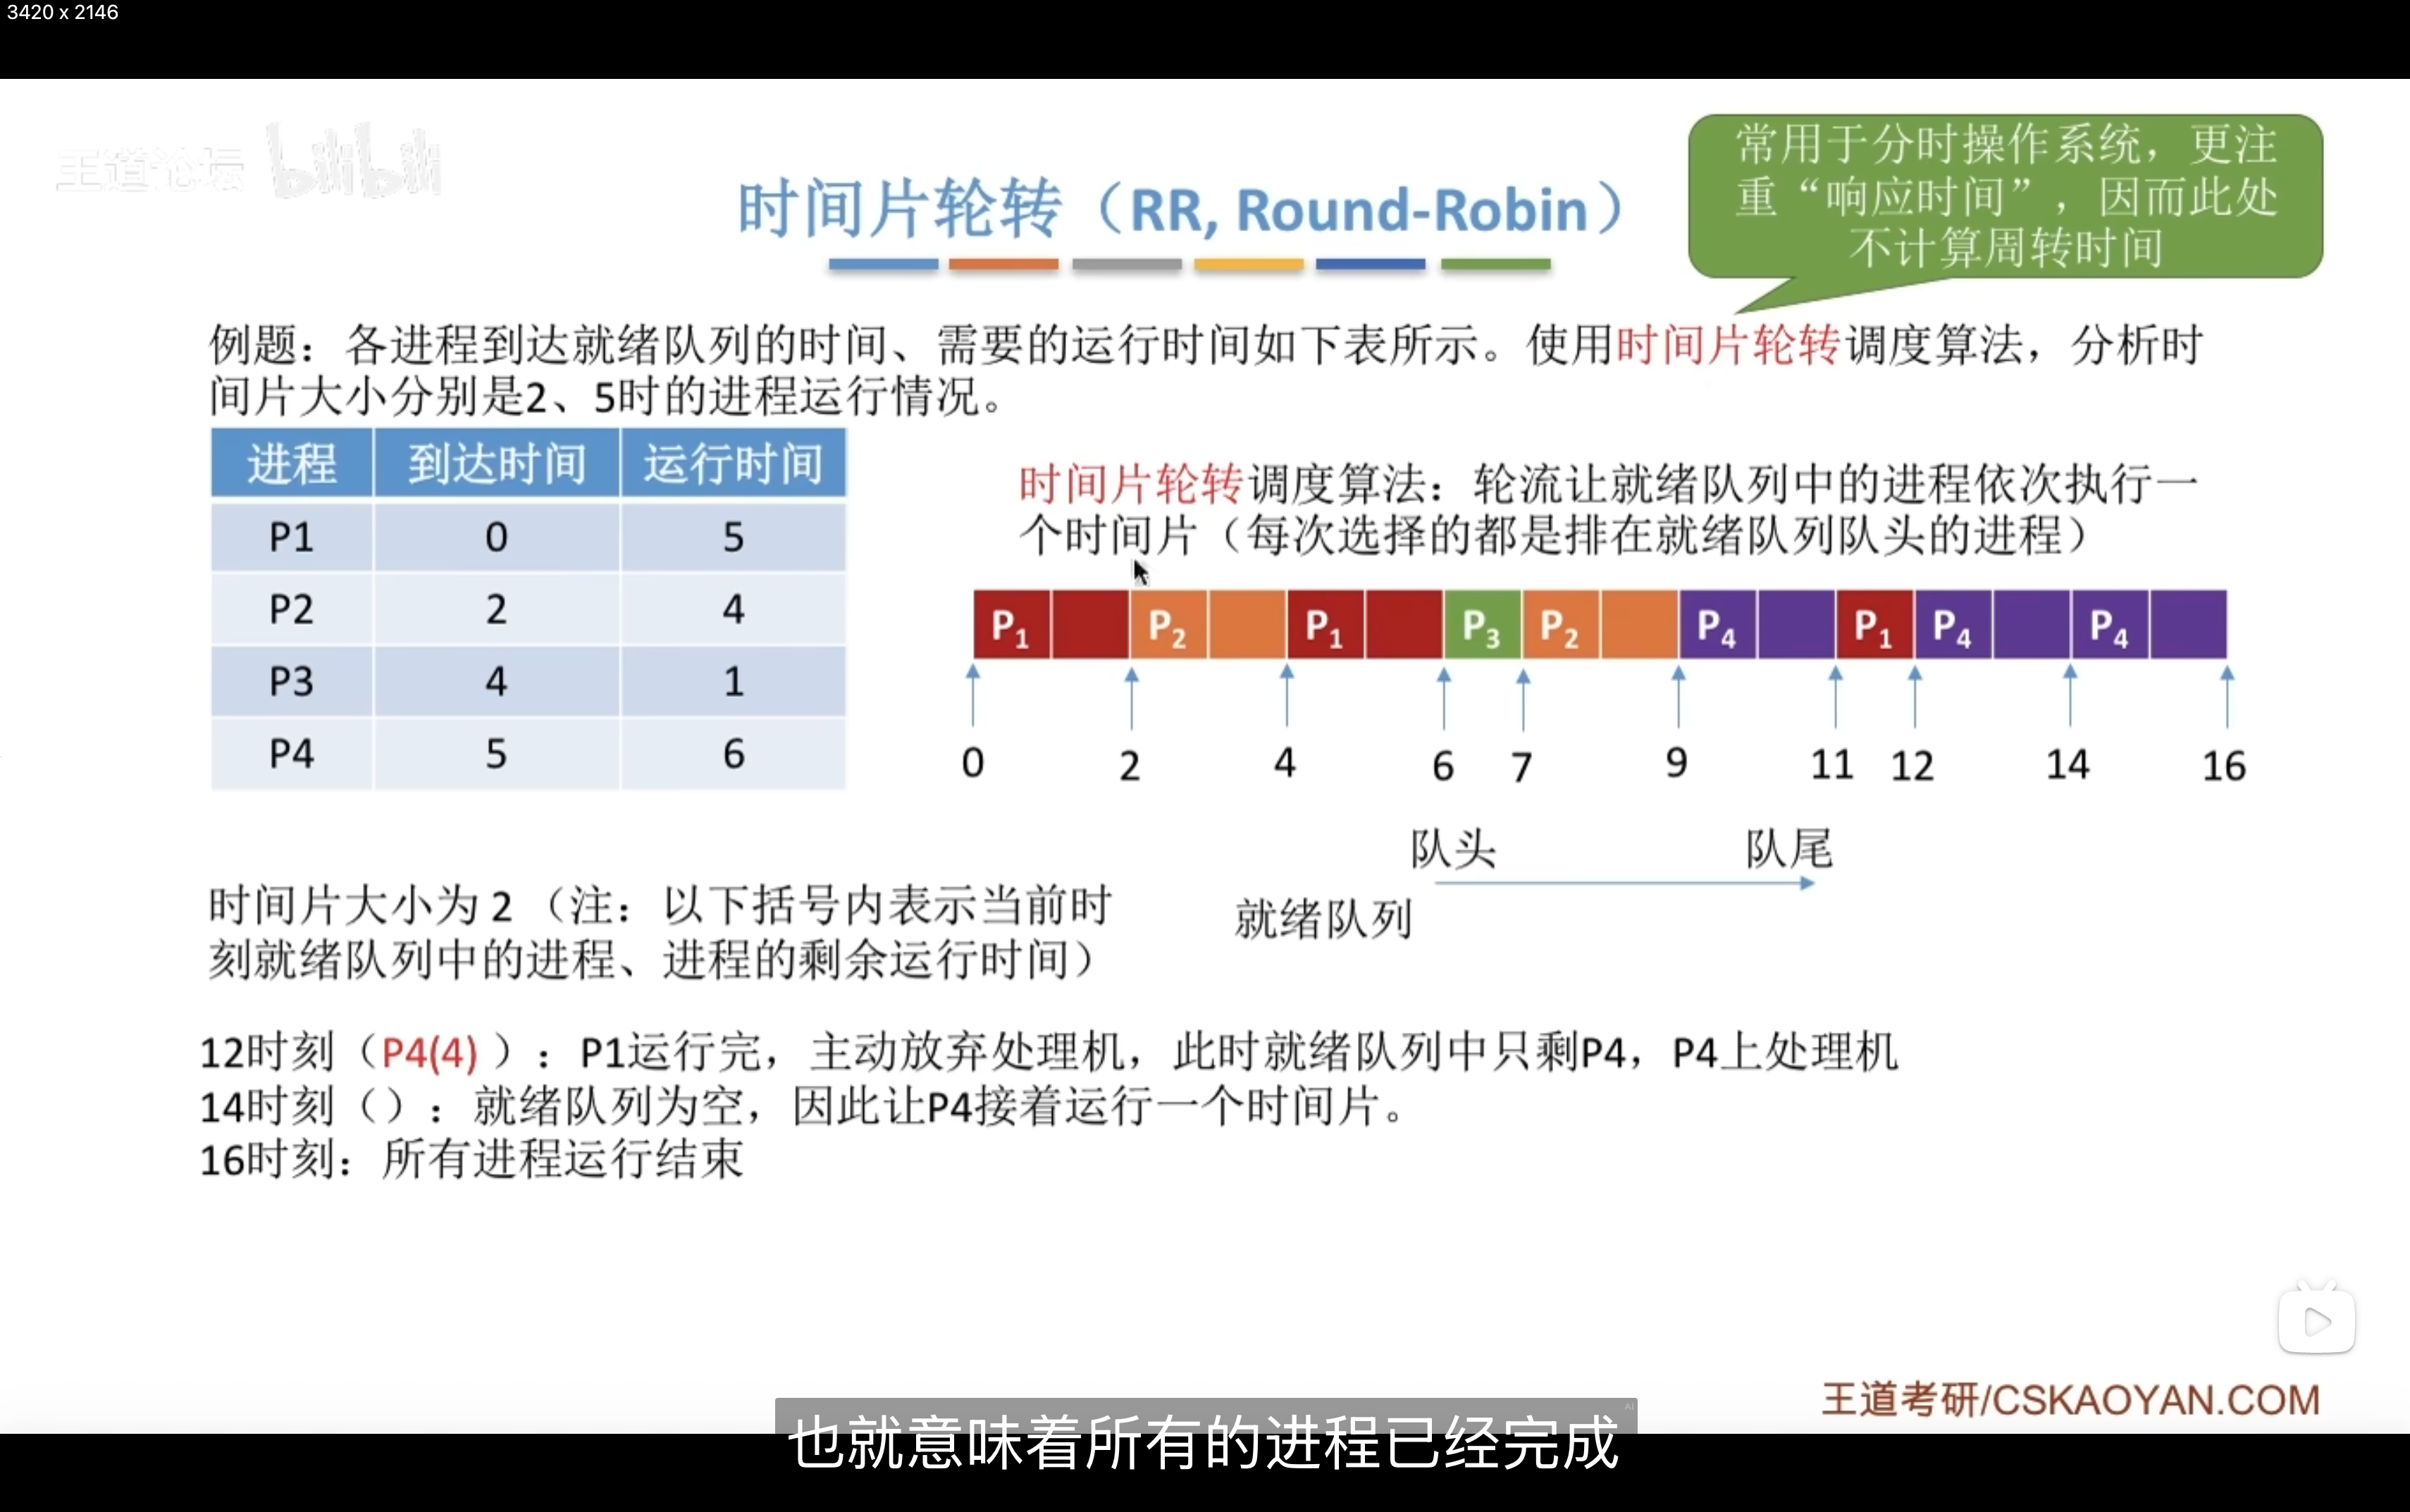 3420 x 2146
王道论坛 bilibili
常用于分时操作系统，更注
重“响应时间”，因而此处
不计算周转时间
时间片轮转（RR, Round-Robin）
例题：各进程到达就绪队列的时间、需要的运行时间如下表所示。使用时间片轮转调度算法，分析时
间片大小分别是2、5时的进程运行情况。
进程 到达时间 运行时间
P1 0 5
P2 2 4
P3 4 1
P4 5 6
时间片轮转调度算法：轮流让就绪队列中的进程依次执行一
个时间片（每次选择的都是排在就绪队列队头的进程）
P1 P2 P1 P3 P2 P4 P1 P4 P4
0 2 4 6 7 9 11 12 14 16
队头 队尾
就绪队列
时间片大小为 2（注：以下括号内表示当前时
刻就绪队列中的进程、进程的剩余运行时间）
12时刻（P4(4)）：P1运行完，主动放弃处理机，此时就绪队列中只剩P4，P4上处理机
14时刻（）：就绪队列为空，因此让P4接着运行一个时间片。
16时刻：所有进程运行结束
王道考研/CSKAOYAN.COM
AI
也就意味着所有的进程已经完成